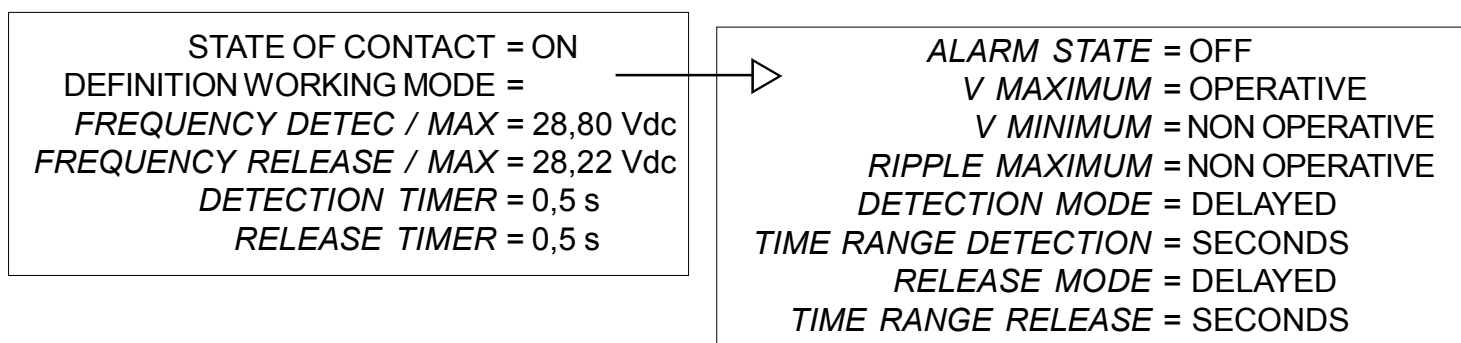 STATE OF CONTACT = ON
DEFINITION WORKING MODE =
FREQUENCY DETEC / MAX = 28,80 Vdc
FREQUENCY RELEASE / MAX = 28,22 Vdc
DETECTION TIMER = 0,5 s
RELEASE TIMER = 0,5 s
ALARM STATE = OFF
V MAXIMUM = OPERATIVE
V MINIMUM = NON OPERATIVE
RIPPLE MAXIMUM = NON OPERATIVE
DETECTION MODE = DELAYED
TIME RANGE DETECTION = SECONDS
RELEASE MODE = DELAYED
TIME RANGE RELEASE = SECONDS